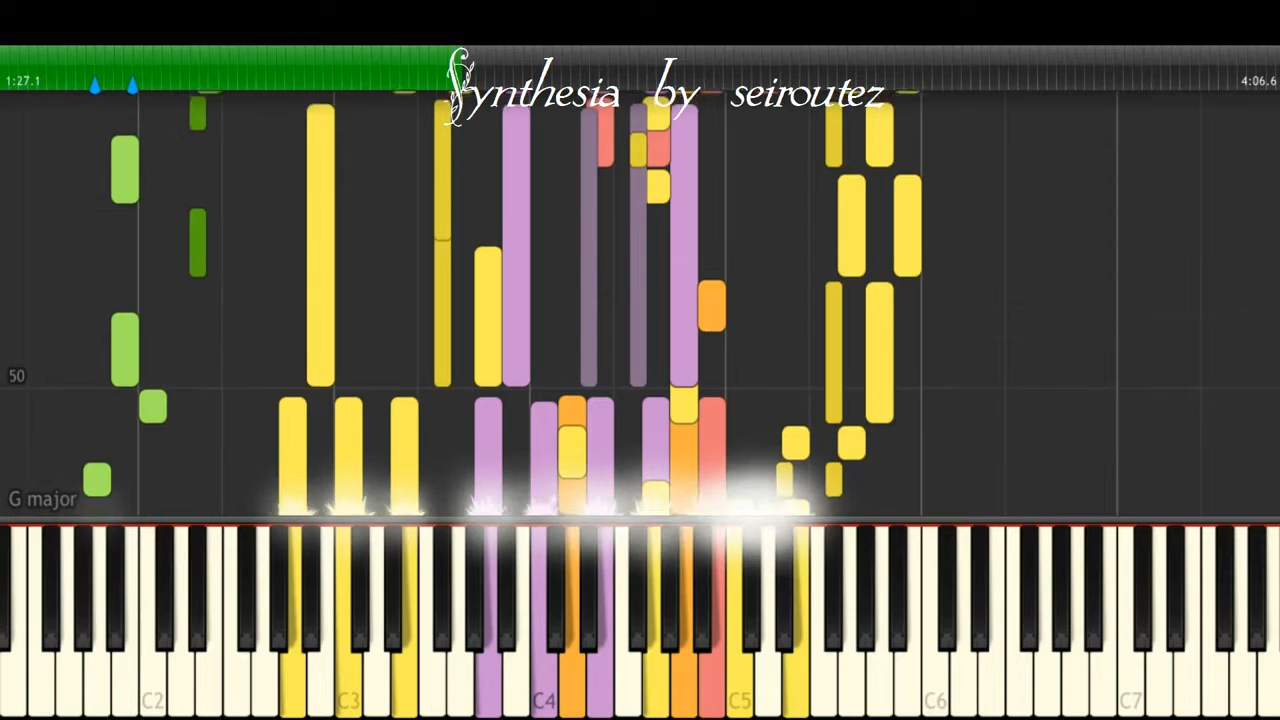 Synthesia by seiroutez
1:27.1
4:06.6
50
G major
C2 C3 C4 C5 C6 C7